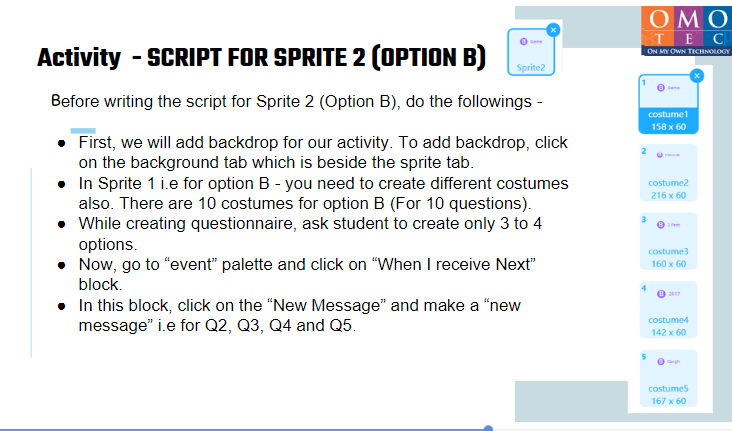 Activity - SCRIPT FOR SPRITE 2 (OPTION B)
B Game
Sprite2
OMO
TEC
ON MY OWN TECHNOLOGY
Before writing the script for Sprite 2 (Option B), do the followings -
● First, we will add backdrop for our activity. To add backdrop, click
on the background tab which is beside the sprite tab.
● In Sprite 1 i.e for option B - you need to create different costumes
also. There are 10 costumes for option B (For 10 questions).
● While creating questionnaire, ask student to create only 3 to 4
options.
● Now, go to “event” palette and click on “When I receive Next”
block.
● In this block, click on the “New Message” and make a “new
message” i.e for Q2, Q3, Q4 and Q5.
1
B Game
costume1
158 x 60
2
B
costume2
216 x 60
3
B
costume3
160 x 60
4
B 2017
costume4
142 x 60
5
B
costume5
167 x 60